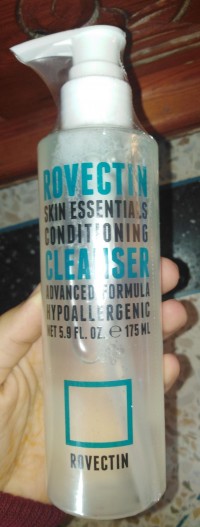 ROVECTIN
SKIN ESSENTIALS
CONDITIONING
CLEANSER
ADVANCED FORMULA
HYPOALLERGENIC
NET 5.9 FL. OZ. ℮ 175 ML
ROVECTIN